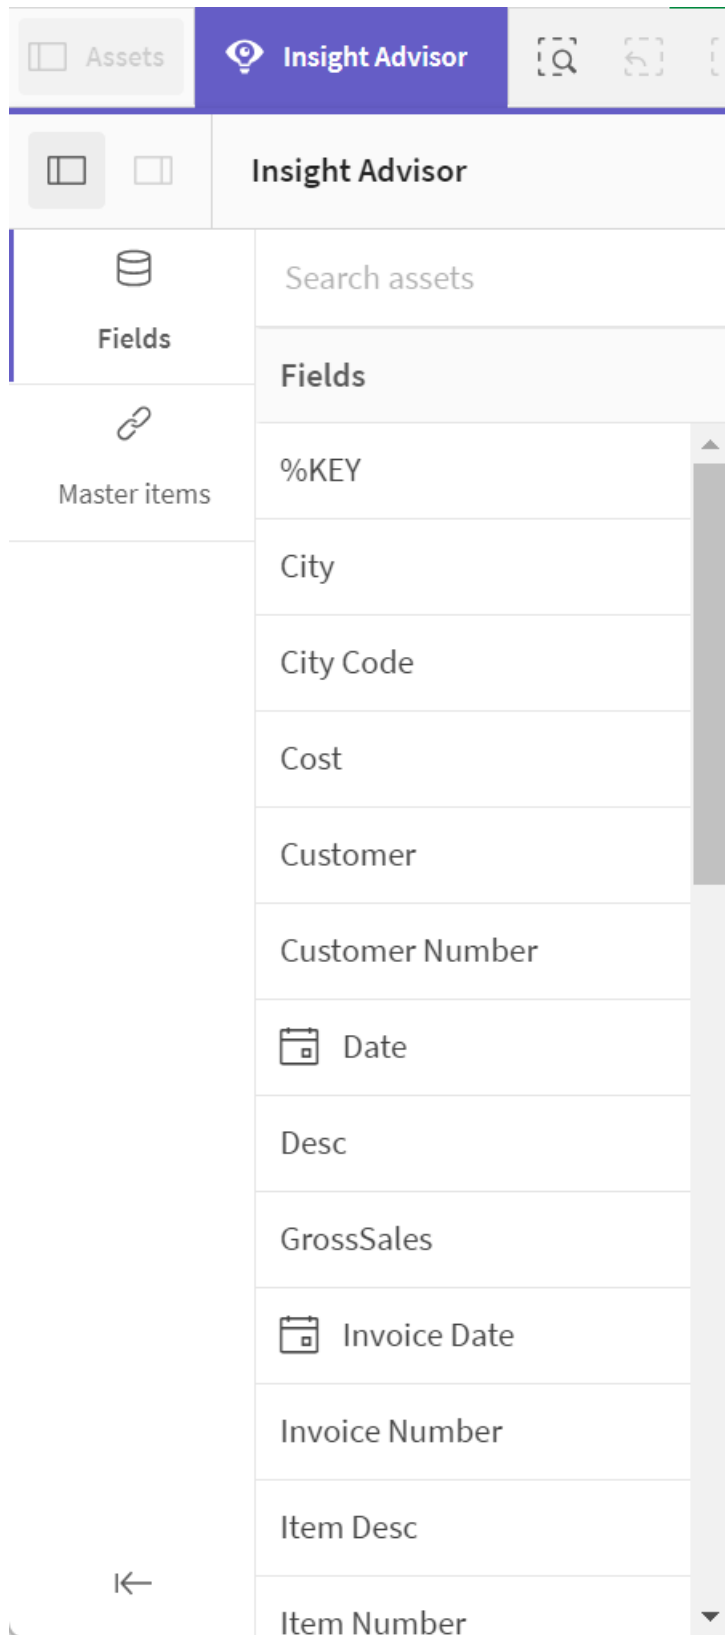 Assets
Insight Advisor
Insight Advisor
Fields
Master items
Search assets
Fields
%KEY
City
City Code
Cost
Customer
Customer Number
Date
Desc
GrossSales
Invoice Date
Invoice Number
Item Desc
Item Number